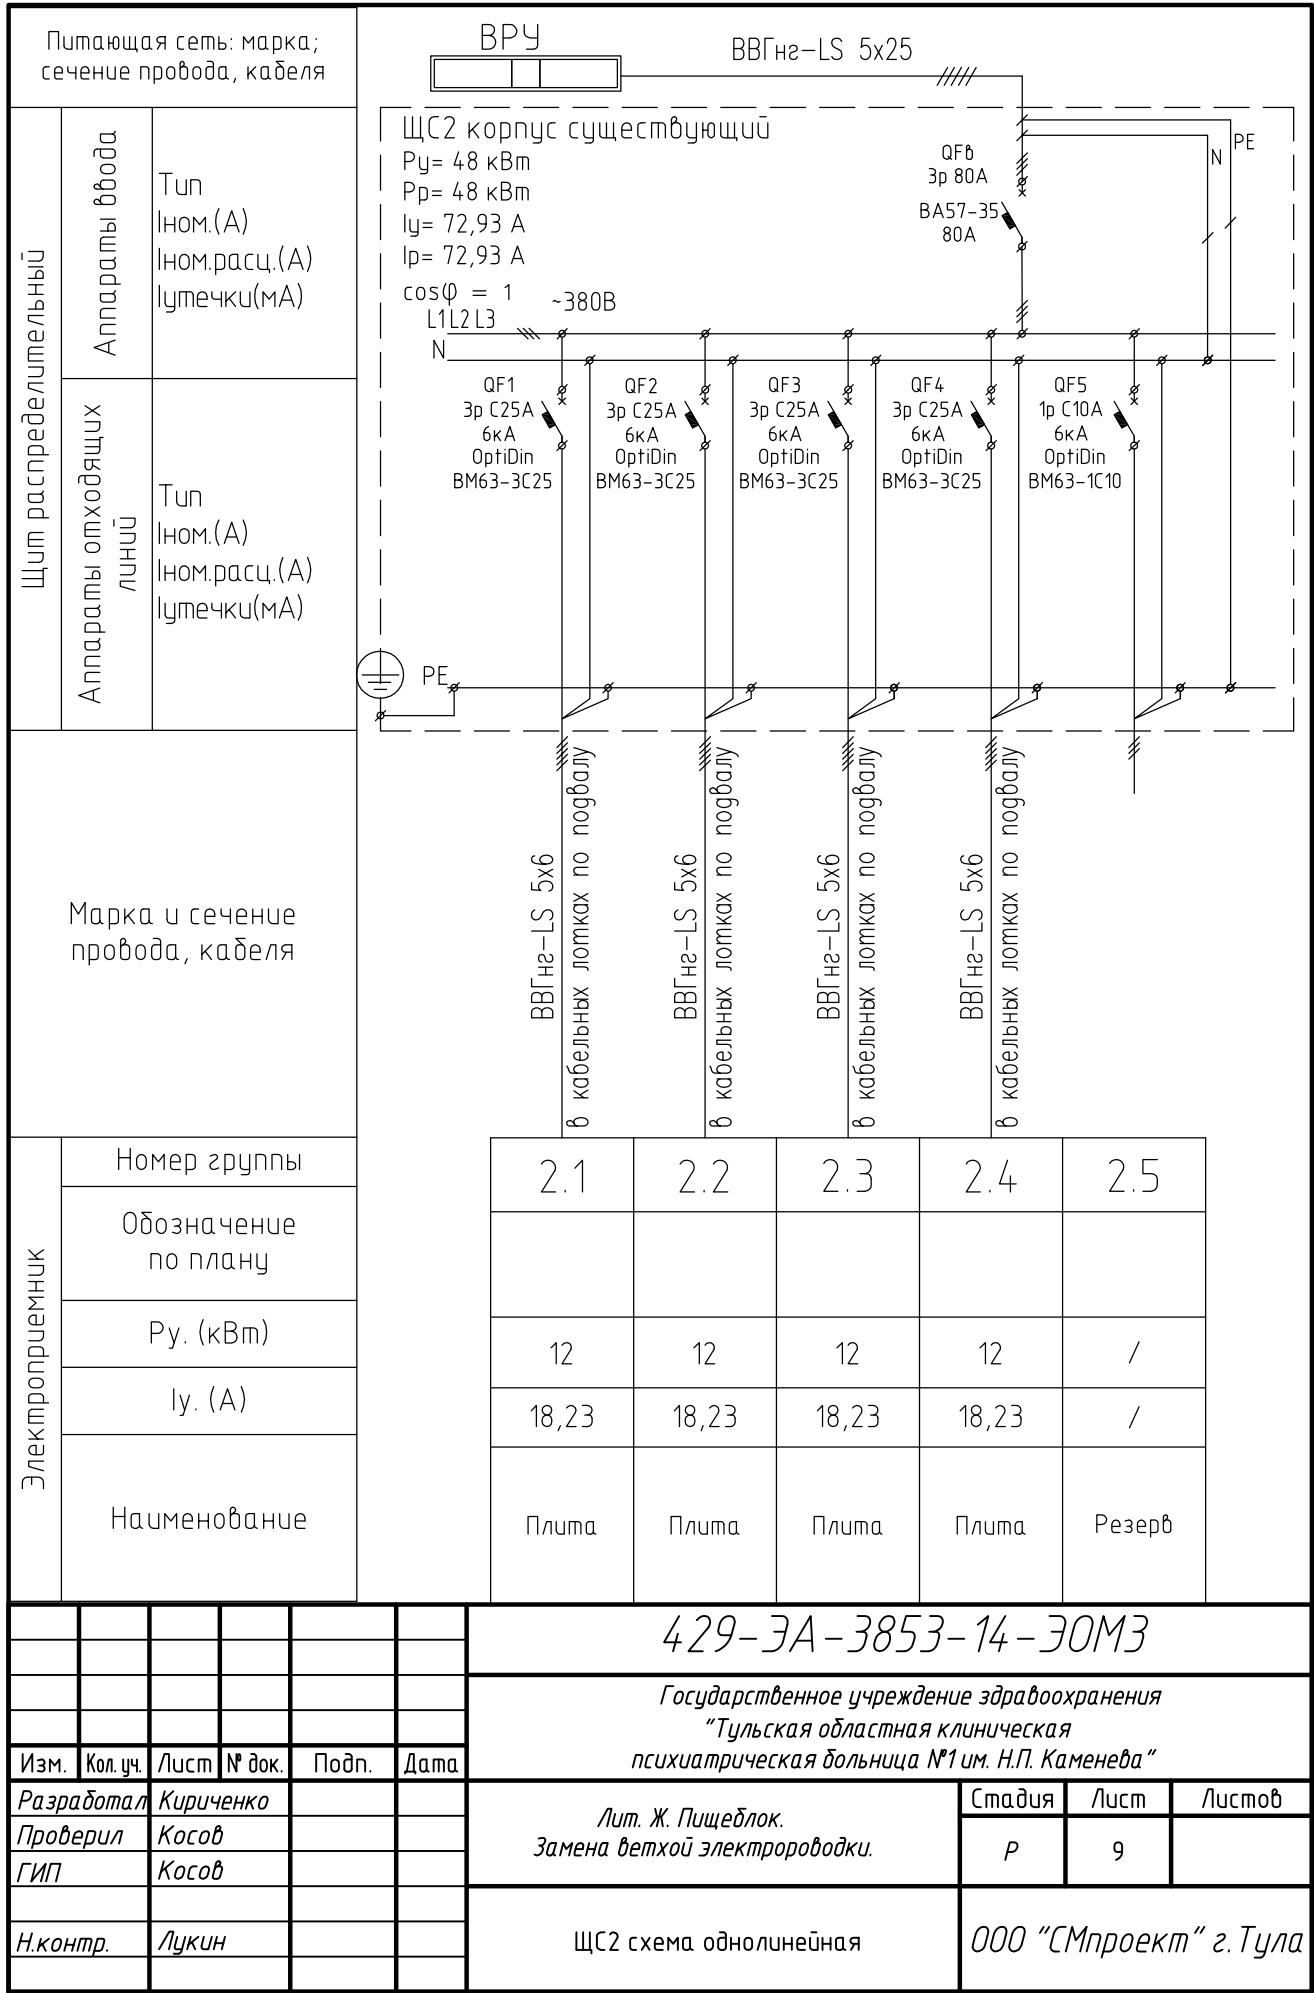 Питающая сеть: марка;
сечение провода, кабеля
ВРУ
ВВГнг-LS 5x25
Щит распределительный
Аппараты ввода
Тип
Iном.(А)
Iном.расц.(А)
Iутечки(мА)
Аппараты отходящих
линий
Тип
Iном.(А)
Iном.расц.(А)
Iутечки(мА)
ЩС2 корпус существующий
Ру= 48 кВт
Рр= 48 кВт
Iу= 72,93 А
Iр= 72,93 А
cosφ = 1
~380В
L1 L2 L3
N
QFв
3р 80А
ВА57-35
80А
N
PE
QF1
3р С25А
6кА
OptiDin
ВМ63-3С25
QF2
3р С25А
6кА
OptiDin
ВМ63-3С25
QF3
3р С25А
6кА
OptiDin
ВМ63-3С25
QF4
3р С25А
6кА
OptiDin
ВМ63-3С25
QF5
1р С10А
6кА
OptiDin
ВМ63-1С10
PE
Марка и сечение
провода, кабеля
ВВГнг-LS 5x6
в кабельных лотках по подвалу
ВВГнг-LS 5x6
в кабельных лотках по подвалу
ВВГнг-LS 5x6
в кабельных лотках по подвалу
ВВГнг-LS 5x6
в кабельных лотках по подвалу
Электроприемник
Номер группы
2.1 2.2 2.3 2.4 2.5
Обозначение
по плану
Ру. (кВт)
12 12 12 12 /
Iу. (А)
18,23 18,23 18,23 18,23 /
Наименование
Плита Плита Плита Плита Резерв
429-ЭА-3853-14-ЭОМ3
Государственное учреждение здравоохранения
"Тульская областная клиническая
психиатрическая больница №1 им. Н.П. Каменева"
Изм. Кол. уч. Лист № док. Подп. Дата
Разработал Кириченко
Проверил Косов
ГИП Косов
Н.контр. Лукин
Лит. Ж. Пищеблок.
Замена ветхой электророводки.
Стадия Лист Листов
Р 9
ЩС2 схема однолинейная
ООО "СМпроект" г.Тула